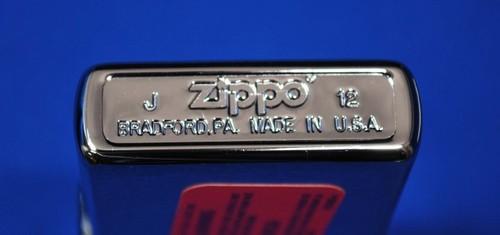 J Zippo 12
BRADFORD, PA. MADE IN U.S.A.